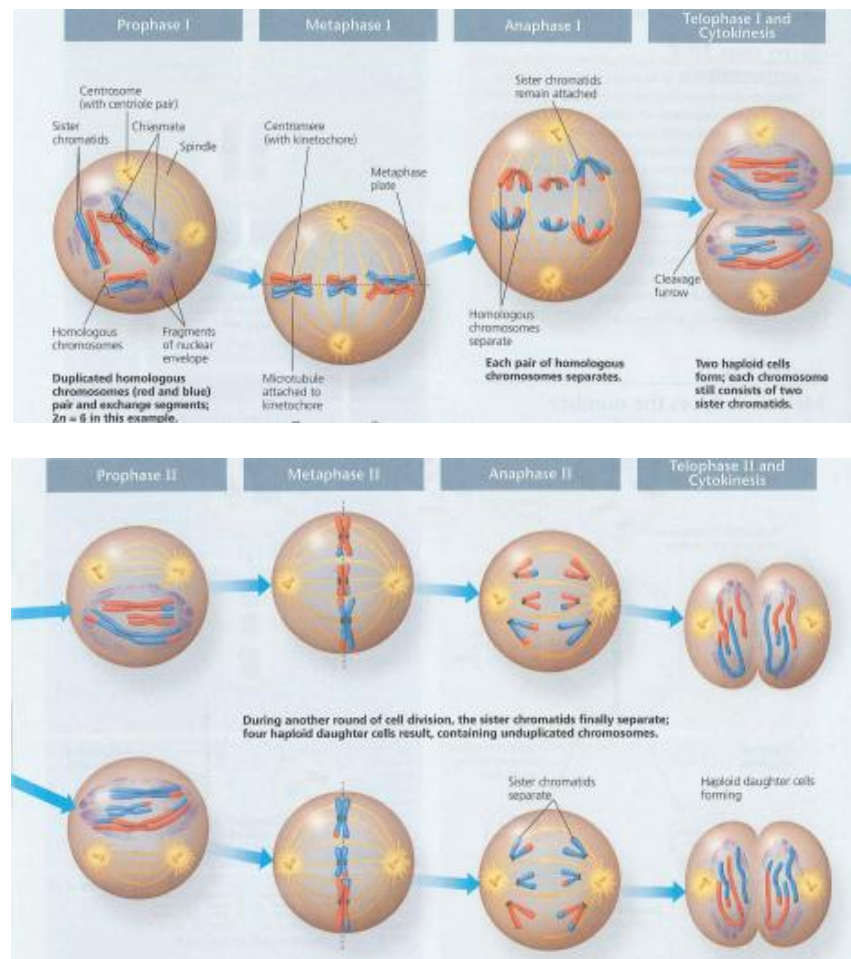 Prophase I
Metaphase I
Anaphase I
Telophase I and
Cytokinesis
Centrosome
(with centriole pair)
Sister
chromatids
Chiasmata
Spindle
Homologous
chromosomes
Fragments
of nuclear
envelope
Duplicated homologous
chromosomes (red and blue)
pair and exchange segments;
2n = 6 in this example.
Centromere
(with kinetochore)
Metaphase
plate
Microtubule
attached to
kinetochore
Sister chromatids
remain attached
Homologous
chromosomes
separate
Each pair of homologous
chromosomes separates.
Cleavage
furrow
Two haploid cells
form; each chromosome
still consists of two
sister chromatids.
Prophase II
Metaphase II
Anaphase II
Telophase II and
Cytokinesis
During another round of cell division, the sister chromatids finally separate;
four haploid daughter cells result, containing unduplicated chromosomes.
Sister chromatids
separate
Haploid daughter cells
forming